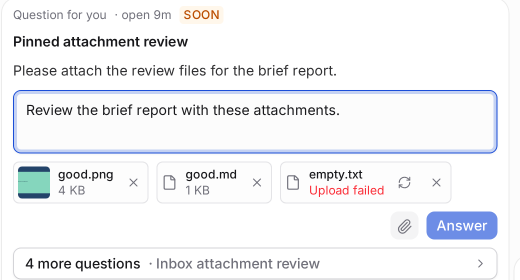 Question for you · open 9m SOON
Pinned attachment review
Please attach the review files for the brief report.
Review the brief report with these attachments.
good.png
4 KB
good.md
1 KB
empty.txt
Upload failed
Answer
4 more questions · Inbox attachment review